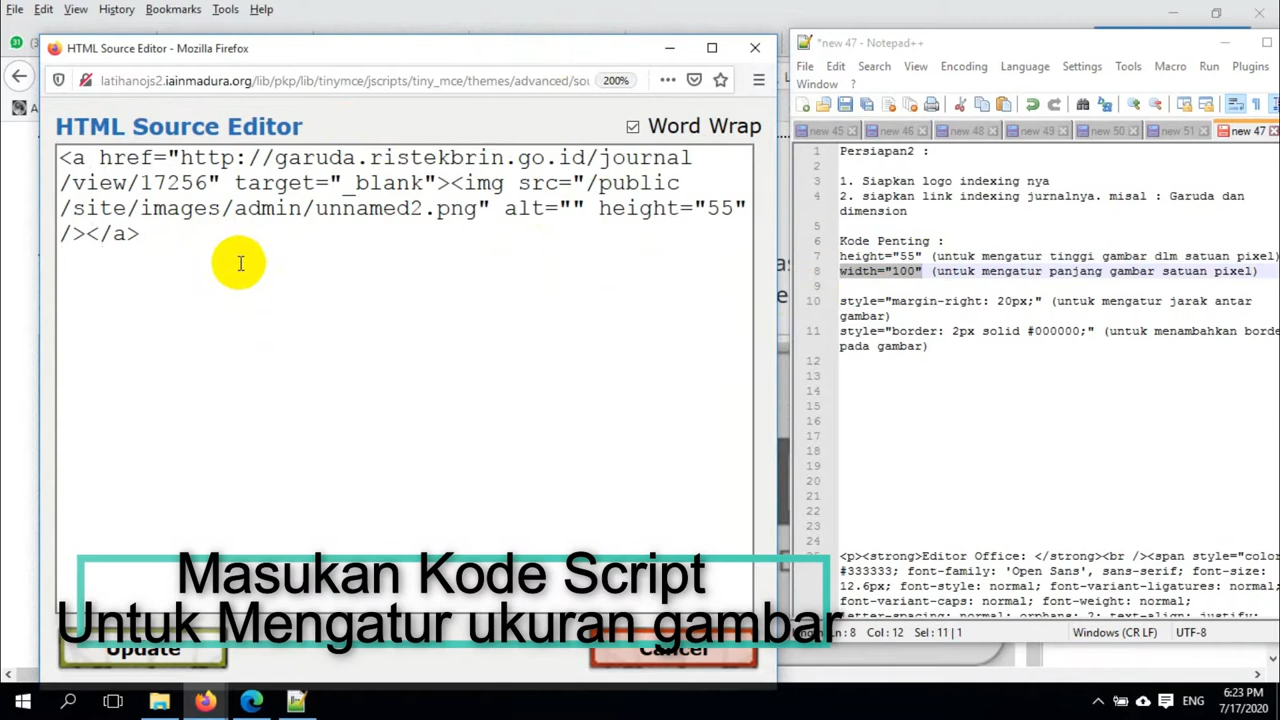 File Edit View History Bookmarks Tools Help
HTML Source Editor - Mozilla Firefox
latihanojs2.iainmadura.org/lib/pkp/lib/tinymce/jscripts/tiny_mce/themes/advanced/sou 200%
HTML Source Editor
Word Wrap
<a href="http://garuda.ristekbrin.go.id/journal
/view/17256" target="_blank"><img src="/public
/site/images/admin/unnamed2.png" alt="" height="55"
/></a>
Masukan Kode Script
Untuk Mengatur ukuran gambar
Update
Cancel
*new 47 - Notepad++
File Edit Search View Encoding Language Settings Tools Macro Run Plugins
Window ?
new 45 new 46 new 48 new 49 new 50 new 51 new 47
1 Persiapan2 :
2
3 1. Siapkan logo indexing nya
4 2. siapkan link indexing jurnalnya. misal : Garuda dan
dimension
5
6 Kode Penting :
7 height="55" (untuk mengatur tinggi gambar dlm satuan pixel)
8 width="100" (untuk mengatur panjang gambar satuan pixel)
9
10 style="margin-right: 20px;" (untuk mengatur jarak antar
gambar)
11 style="border: 2px solid #000000;" (untuk menambahkan borde
pada gambar)
12
13
14
15
16
17
18
19
20
21
22
23
24
<p><strong>Editor Office: </strong><br /><span style="colo
#333333; font-family: 'Open Sans', sans-serif; font-size:
12.6px; font-style: normal; font-variant-ligatures: normal;
font-variant-caps: normal; font-weight: normal;
Ln : 8 Col : 12 Sel : 11 | 1 Windows (CR LF) UTF-8
ENG
6:23 PM
7/17/2020